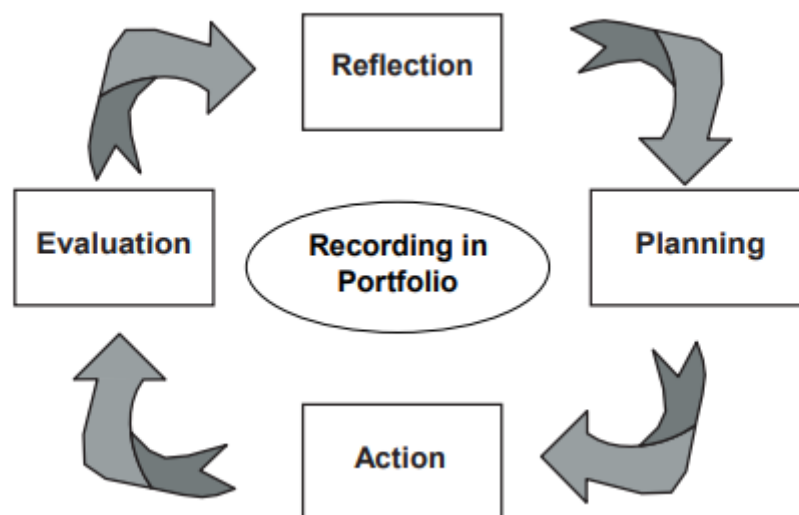 Reflection
Evaluation
Recording in
Portfolio
Planning
Action